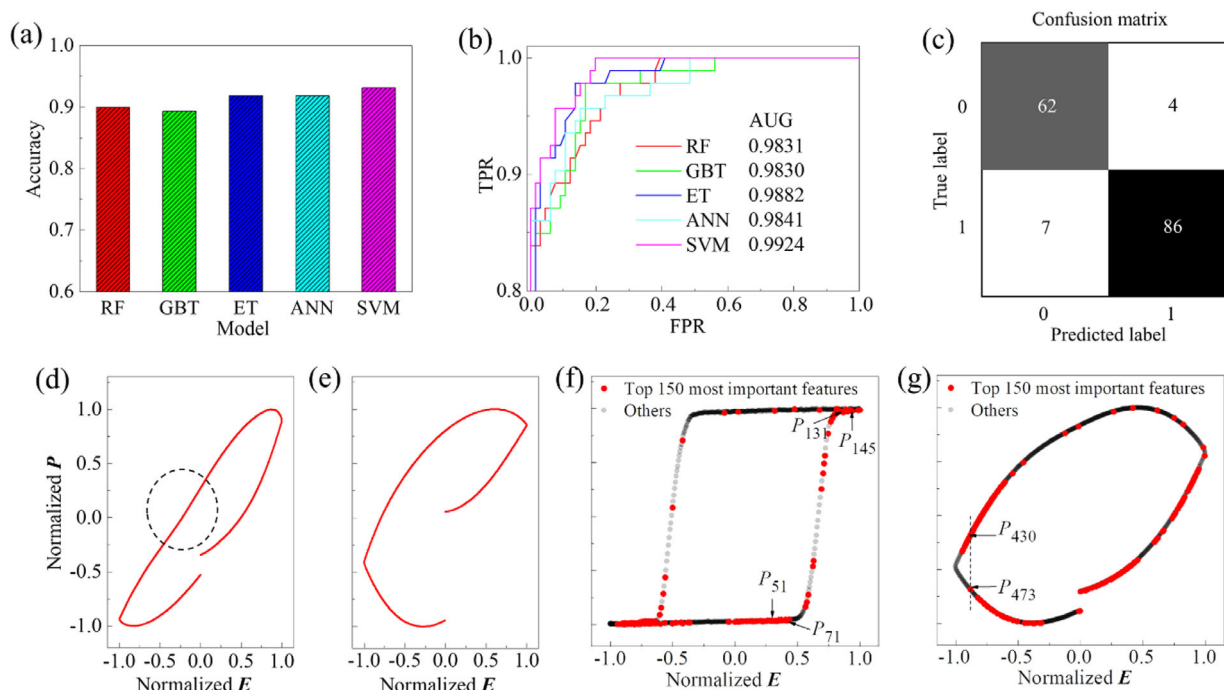 (a)
1.0
0.9
0.8
0.7
0.6
Accuracy
RF GBT ET ANN SVM
Model
(b)
1.0
0.9
0.8
TPR
AUG
RF 0.9831
GBT 0.9830
ET 0.9882
ANN 0.9841
SVM 0.9924
0.0 0.2 0.4 0.6 0.8 1.0
FPR
(c)
Confusion matrix
True label
0
62 4
1
7 86
0 1
Predicted label
(d)
1.0
0.5
0.0
-0.5
-1.0
Normalized P
-1.0 -0.5 0.0 0.5 1.0
Normalized E
(e)
-1.0 -0.5 0.0 0.5 1.0
Normalized E
(f)
Top 150 most important features
Others
P131
P145
P51
P71
-1.0 -0.5 0.0 0.5 1.0
Normalized E
(g)
Top 150 most important features
Others
P430
P473
-1.0 -0.5 0.0 0.5 1.0
Normalized E